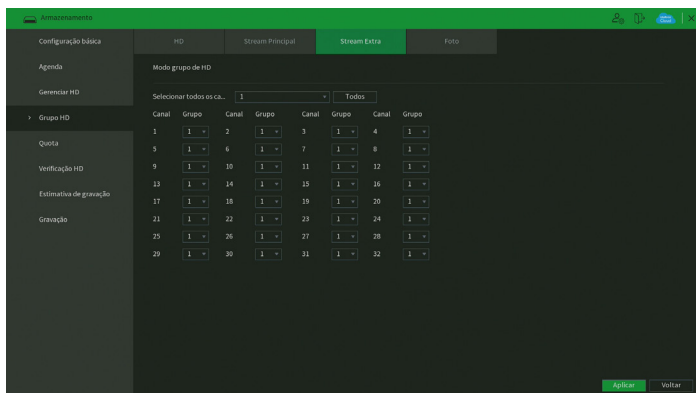 Armazenamento
Configuração básica
Agenda
Gerenciar HD
> Grupo HD
Quota
Verificação HD
Estimativa de gravação
Gravação
HD Stream Principal Stream Extra Foto
Modo grupo de HD
Selecionar todos os ca... 1 Todos
Canal Grupo Canal Grupo Canal Grupo Canal Grupo
1 1 2 1 3 1 4 1
5 1 6 1 7 1 8 1
9 1 10 1 11 1 12 1
13 1 14 1 15 1 16 1
17 1 18 1 19 1 20 1
21 1 22 1 23 1 24 1
25 1 26 1 27 1 28 1
29 1 30 1 31 1 32 1
Aplicar Voltar